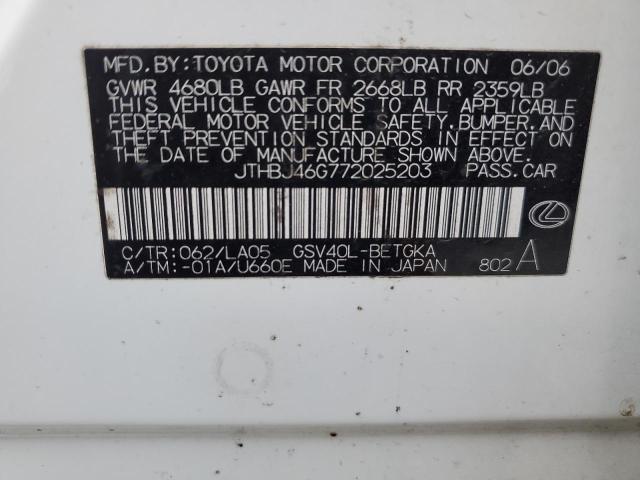 MFD. BY: TOYOTA MOTOR CORPORATION 06/06
GVWR 4680LB GAWR FR 2668LB RR 2359LB
THIS VEHICLE CONFORMS TO ALL APPLICABLE
FEDERAL MOTOR VEHICLE SAFETY, BUMPER, AND
THEFT PREVENTION STANDARDS IN EFFECT ON
THE DATE OF MANUFACTURE SHOWN ABOVE.
JTHBJ46G772025203 PASS. CAR
C/TR: 062/LA05 GSV40L-BETGKA
A/TM: -01A/U660E MADE IN JAPAN 802 A